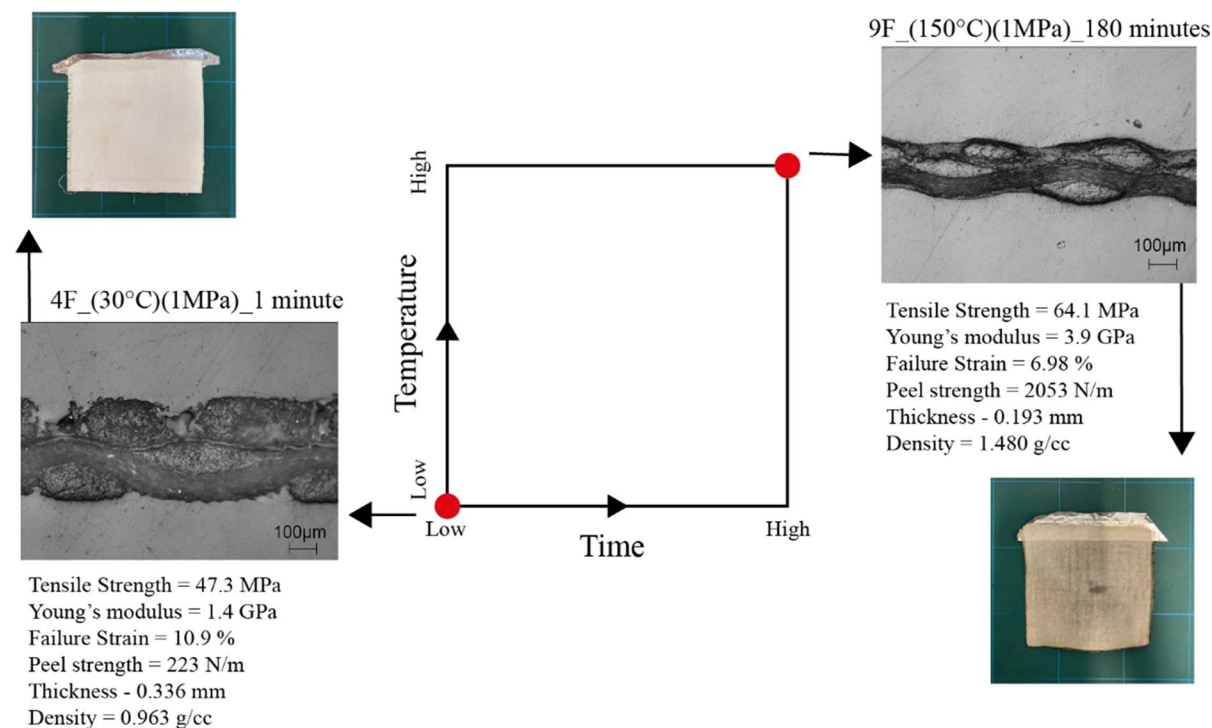 9F_(150°C)(1MPa)_180 minutes
100µm
Tensile Strength = 64.1 MPa
Young’s modulus = 3.9 GPa
Failure Strain = 6.98 %
Peel strength = 2053 N/m
Thickness - 0.193 mm
Density = 1.480 g/cc
4F_(30°C)(1MPa)_1 minute
100µm
Tensile Strength = 47.3 MPa
Young’s modulus = 1.4 GPa
Failure Strain = 10.9 %
Peel strength = 223 N/m
Thickness - 0.336 mm
Density = 0.963 g/cc
High
Temperature
Low
Low
High
Time